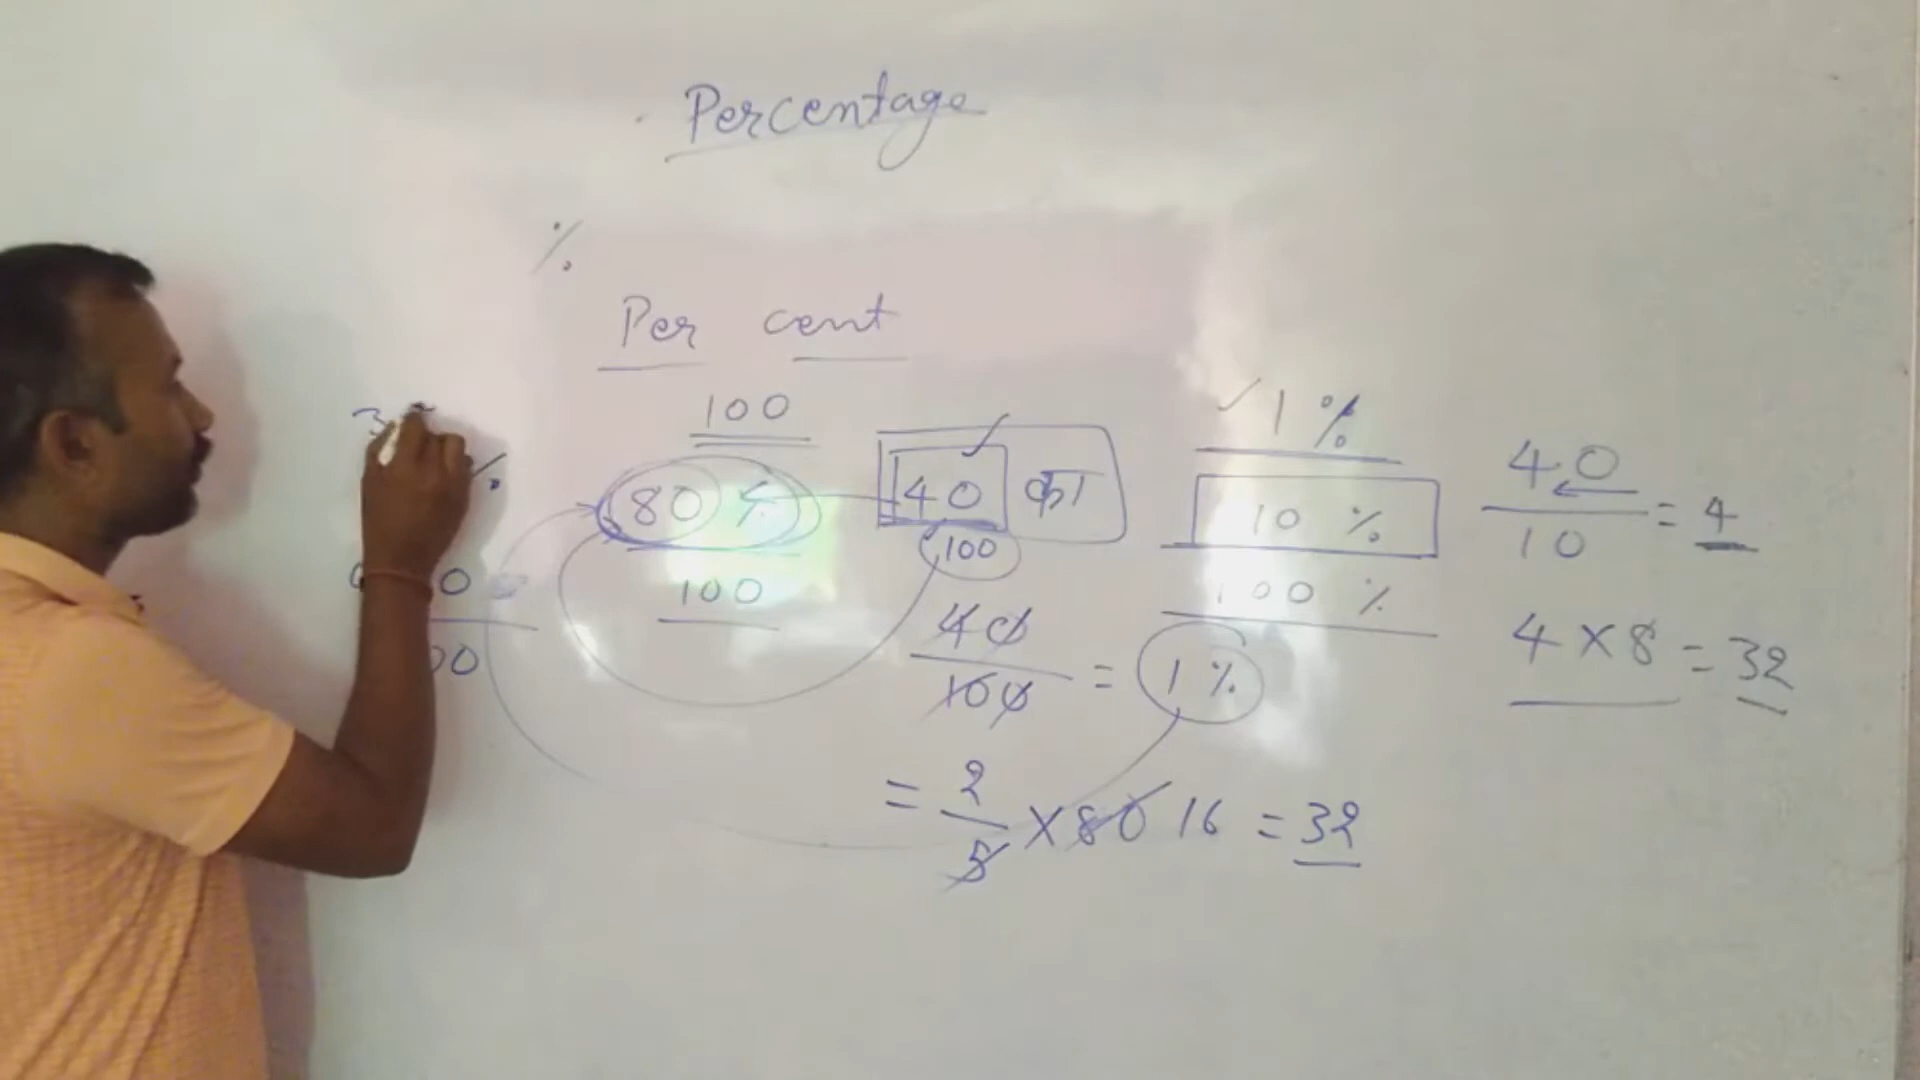 Percentage
%
Per cent
100
80 % 40 का
100
100
%
1 %
10 %
100 %
40 / 10 = 4
4 × 8 = 32
40 / 100 = 1 %
= 2 / 5 × 80 16 = 32